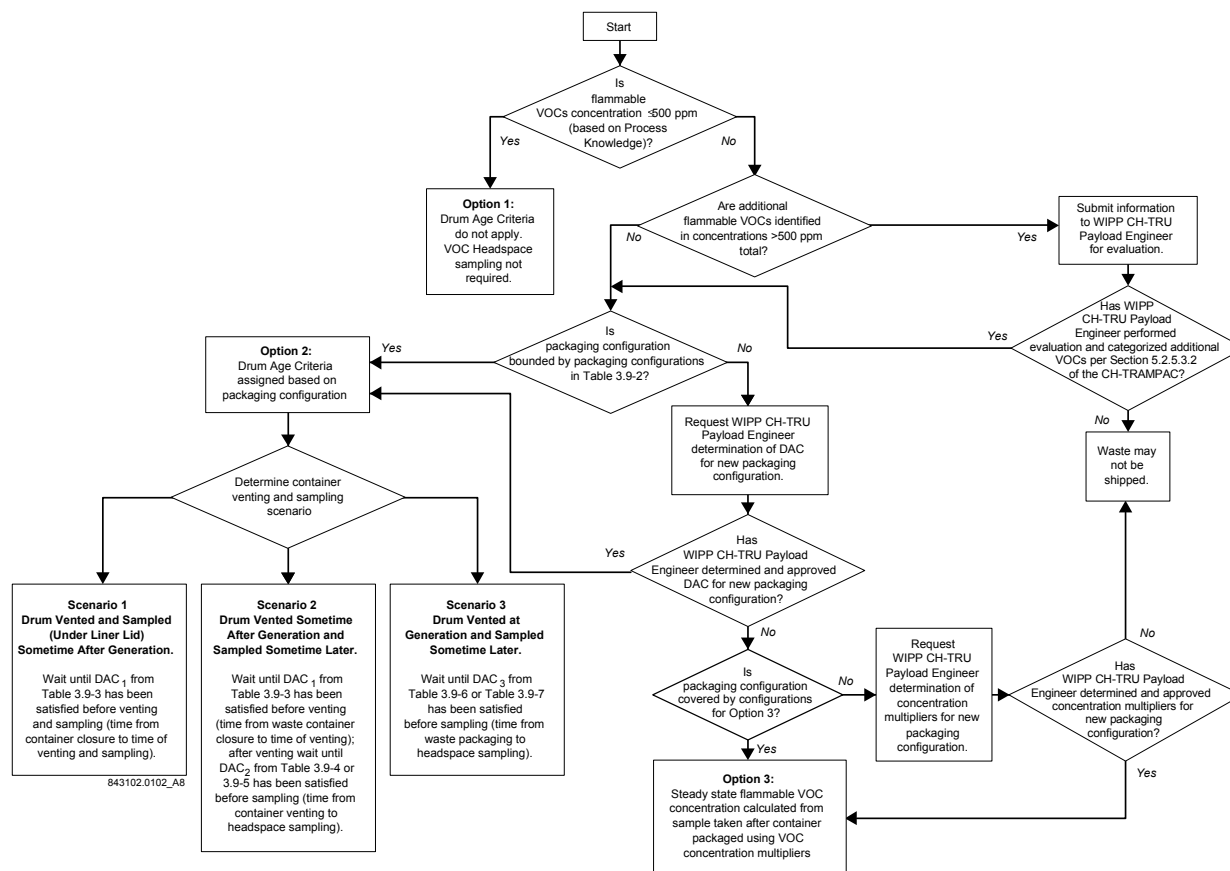 Start
Is
flammable
VOCs concentration ≤500 ppm
(based on Process
Knowledge)?
Yes
No
Option 1:
Drum Age Criteria
do not apply.
VOC Headspace
sampling not
required.
Are additional
flammable VOCs identified
in concentrations >500 ppm
total?
No
Yes
Submit information
to WIPP CH-TRU
Payload Engineer
for evaluation.
Has WIPP
CH-TRU Payload
Engineer performed
evaluation and categorized additional
VOCs per Section 5.2.5.3.2
of the CH-TRAMPAC?
Yes
No
Waste may
not be
shipped.
Is
packaging configuration
bounded by packaging configurations
in Table 3.9-2?
Yes
No
Option 2:
Drum Age Criteria
assigned based on
packaging configuration
Request WIPP CH-TRU
Payload Engineer
determination of DAC
for new packaging
configuration.
Determine container
venting and sampling
scenario
Has
WIPP CH-TRU Payload
Engineer determined and approved
DAC for new packaging
configuration?
Yes
No
Scenario 1
Drum Vented and Sampled
(Under Liner Lid)
Sometime After Generation.
Wait until DAC1 from
Table 3.9-3 has been
satisfied before venting
and sampling (time from
container closure to time of
venting and sampling).
843102.0102_A8
Scenario 2
Drum Vented Sometime
After Generation and
Sampled Sometime Later.
Wait until DAC1 from
Table 3.9-3 has been
satisfied before venting
(time from waste container
closure to time of venting);
after venting wait until
DAC2 from Table 3.9-4 or
3.9-5 has been satisfied
before sampling (time from
container venting to
headspace sampling).
Scenario 3
Drum Vented at
Generation and Sampled
Sometime Later.
Wait until DAC3 from
Table 3.9-6 or Table 3.9-7
has been satisfied
before sampling (time from
waste packaging to
headspace sampling).
Is
packaging configuration
covered by configurations
for Option 3?
No
Yes
Request
WIPP CH-TRU
Payload Engineer
determination of
concentration multipliers
for new
packaging
configuration.
Has
WIPP CH-TRU Payload
Engineer determined and approved
concentration multipliers for
new packaging
configuration?
No
Yes
Option 3:
Steady state flammable VOC
concentration calculated from
sample taken after container
packaged using VOC
concentration multipliers